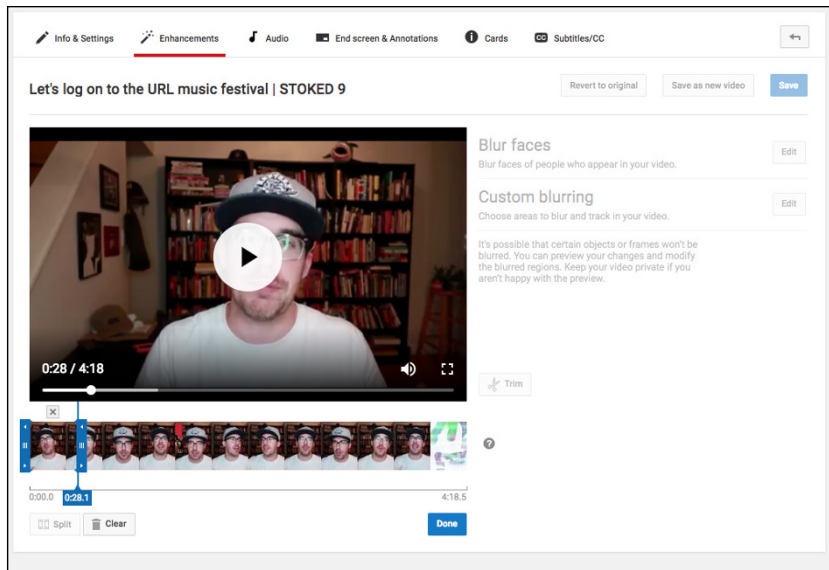 Info & Settings
Enhancements
Audio
End screen & Annotations
Cards
CC Subtitles/CC
Let's log on to the URL music festival | STOKED 9
Revert to original
Save as new video
Save
Blur faces
Edit
Blur faces of people who appear in your video.
Custom blurring
Edit
Choose areas to blur and track in your video.
It's possible that certain objects or frames won't be
blurred. You can preview your changes and modify
the blurred regions. Keep your video private if you
aren't happy with the preview.
0:28 / 4:18
Trim
0:00.0
0:28.1
4:18.5
Split
Clear
Done